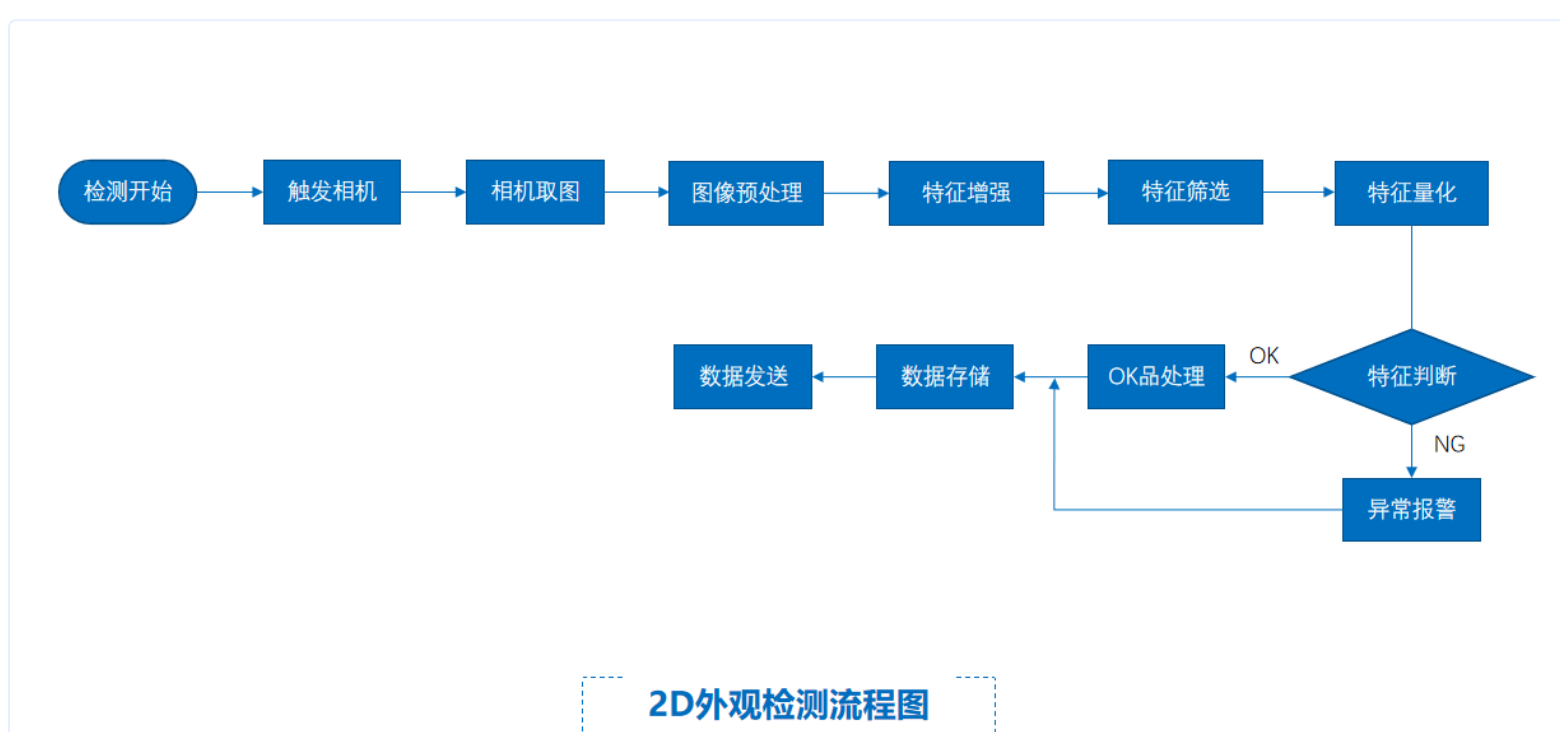 检测开始
触发相机
相机取图
图像预处理
特征增强
特征筛选
特征量化
数据发送
数据存储
OK品处理
OK
特征判断
NG
异常报警
2D外观检测流程图